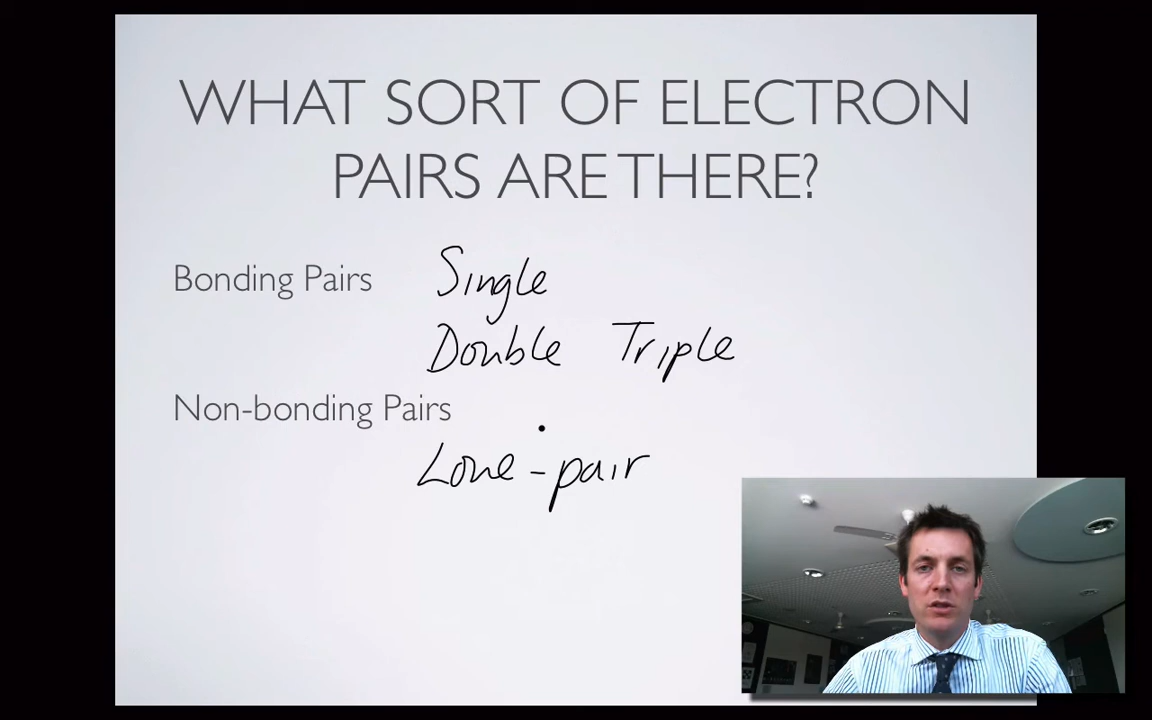 WHAT SORT OF ELECTRON
PAIRS ARE THERE?
Bonding Pairs Single
Double Triple
Non-bonding Pairs
Lone-pair